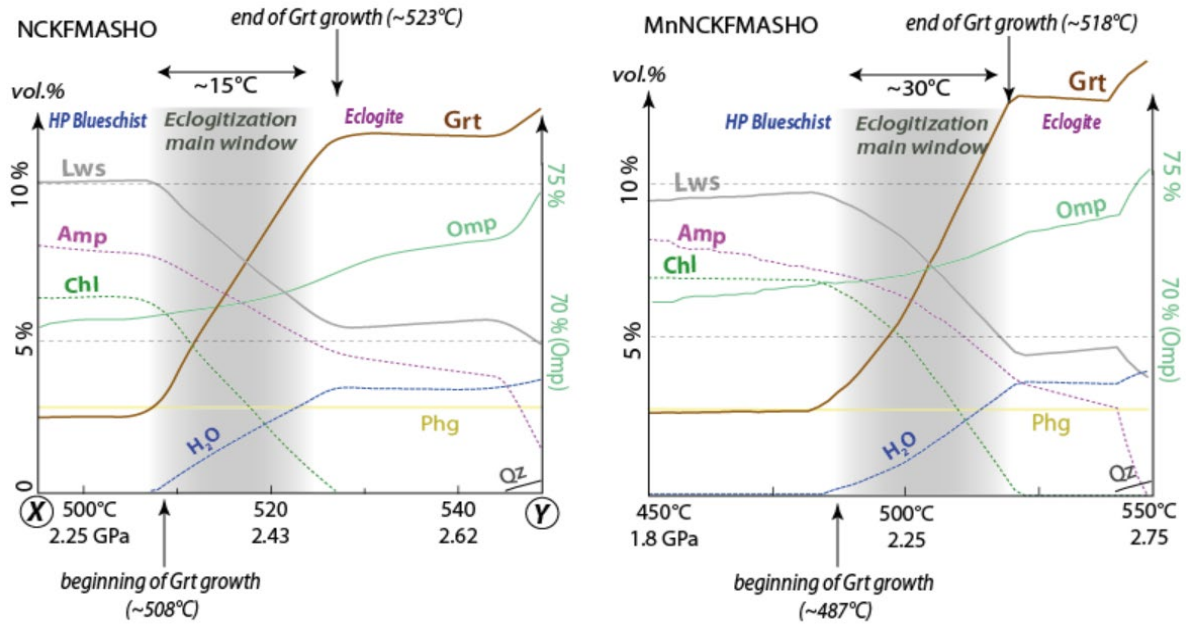 NCKFMASHO
end of Grt growth (~523°C)
~15°C
vol.%
HP Blueschist
Eclogitization
main window
Eclogite
Grt
Lws
10 %
75 %
Amp
Omp
Chl
5 %
70 % (Omp)
H2O
Phg
Qz
0
X
500°C
520
540
Y
2.25 GPa
2.43
2.62
beginning of Grt growth
(~508°C)
MnNCKFMASHO
end of Grt growth (~518°C)
~30°C
vol.%
HP Blueschist
Eclogitization
main window
Eclogite
Grt
Lws
10 %
75 %
Amp
Omp
Chl
5 %
70 % (Omp)
H2O
Phg
Qz
450°C
500°C
550°C
1.8 GPa
2.25
2.75
beginning of Grt growth
(~487°C)